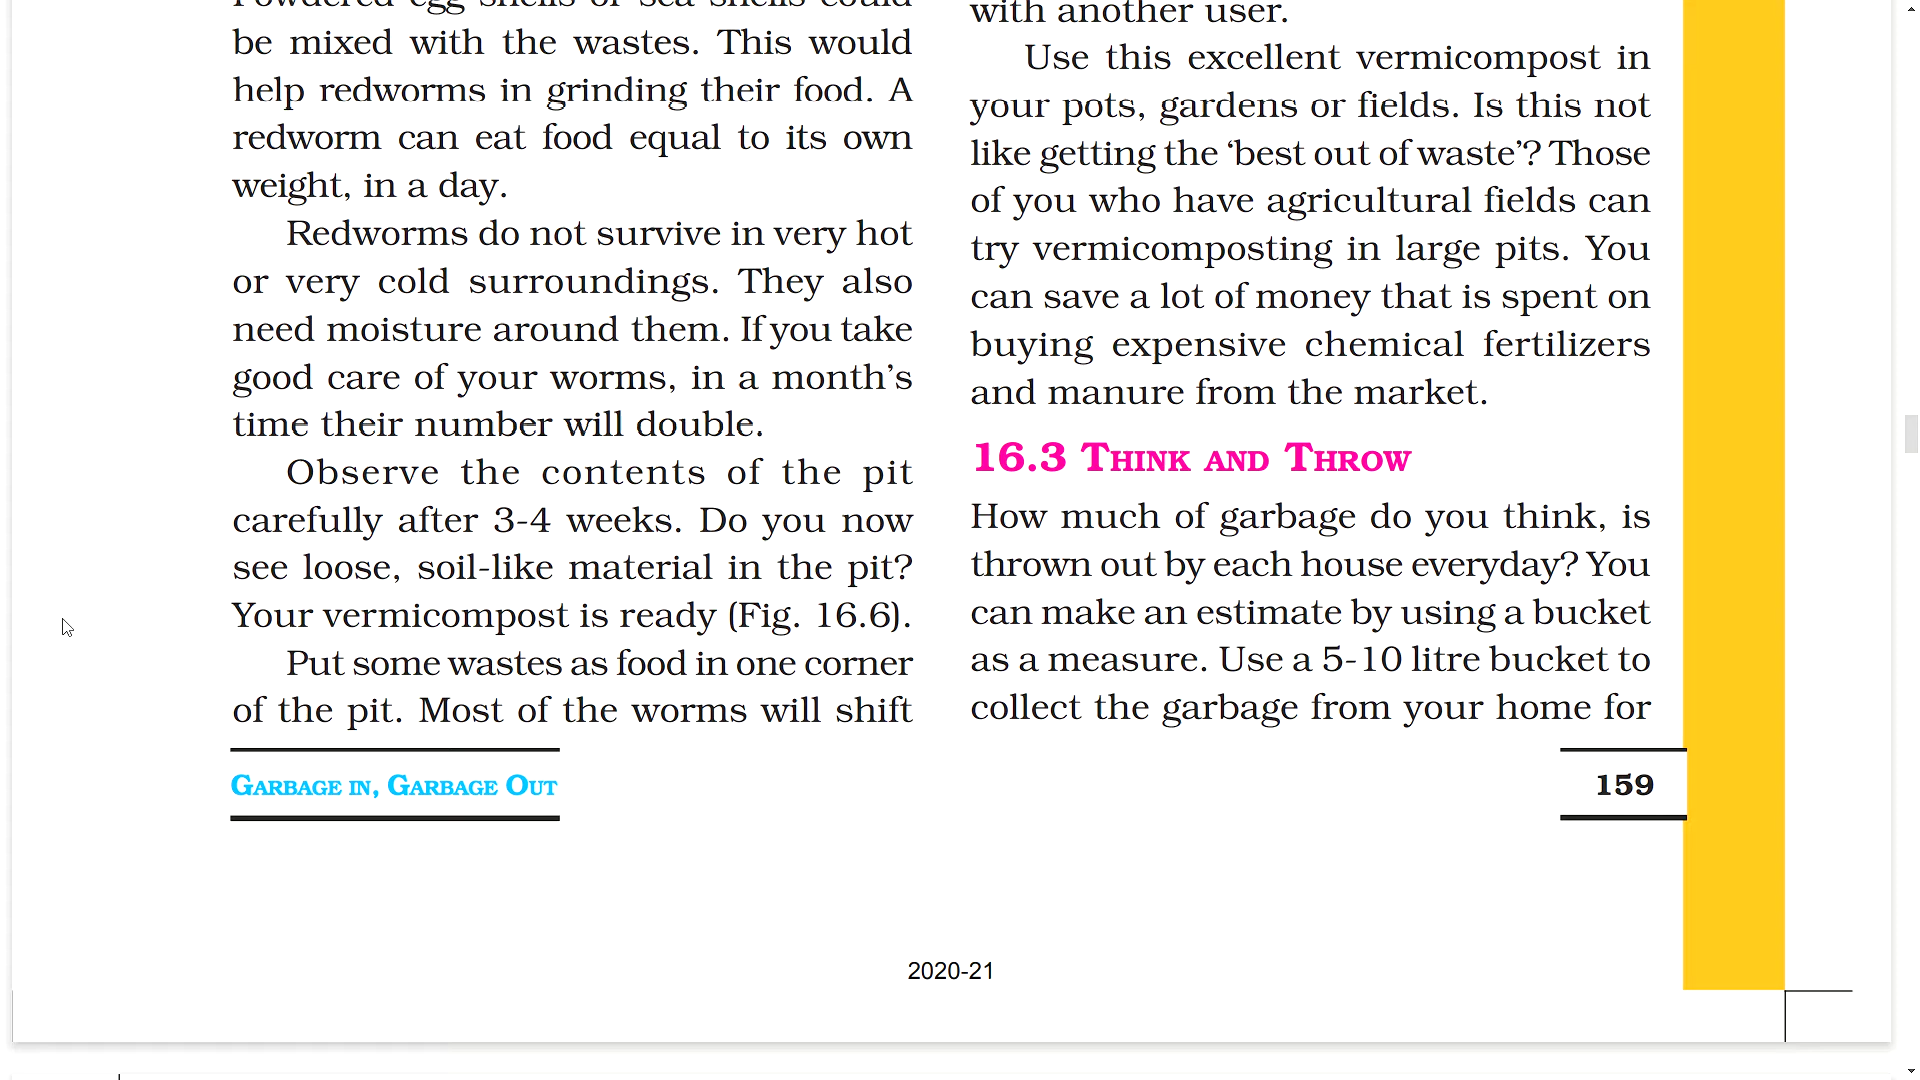 Powdered egg shells or sea shells could
be mixed with the wastes. This would
help redworms in grinding their food. A
redworm can eat food equal to its own
weight, in a day.
Redworms do not survive in very hot
or very cold surroundings. They also
need moisture around them. If you take
good care of your worms, in a month’s
time their number will double.
Observe the contents of the pit
carefully after 3-4 weeks. Do you now
see loose, soil-like material in the pit?
Your vermicompost is ready (Fig. 16.6).
Put some wastes as food in one corner
of the pit. Most of the worms will shift
with another user.
Use this excellent vermicompost in
your pots, gardens or fields. Is this not
like getting the ‘best out of waste’? Those
of you who have agricultural fields can
try vermicomposting in large pits. You
can save a lot of money that is spent on
buying expensive chemical fertilizers
and manure from the market.
16.3 THINK AND THROW
How much of garbage do you think, is
thrown out by each house everyday? You
can make an estimate by using a bucket
as a measure. Use a 5-10 litre bucket to
collect the garbage from your home for
GARBAGE IN, GARBAGE OUT
159
2020-21